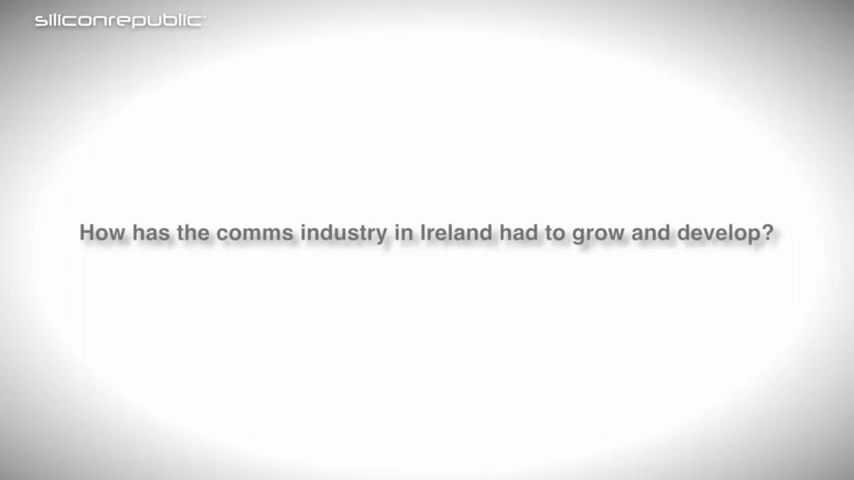 siliconrepublic
How has the comms industry in Ireland had to grow and develop?